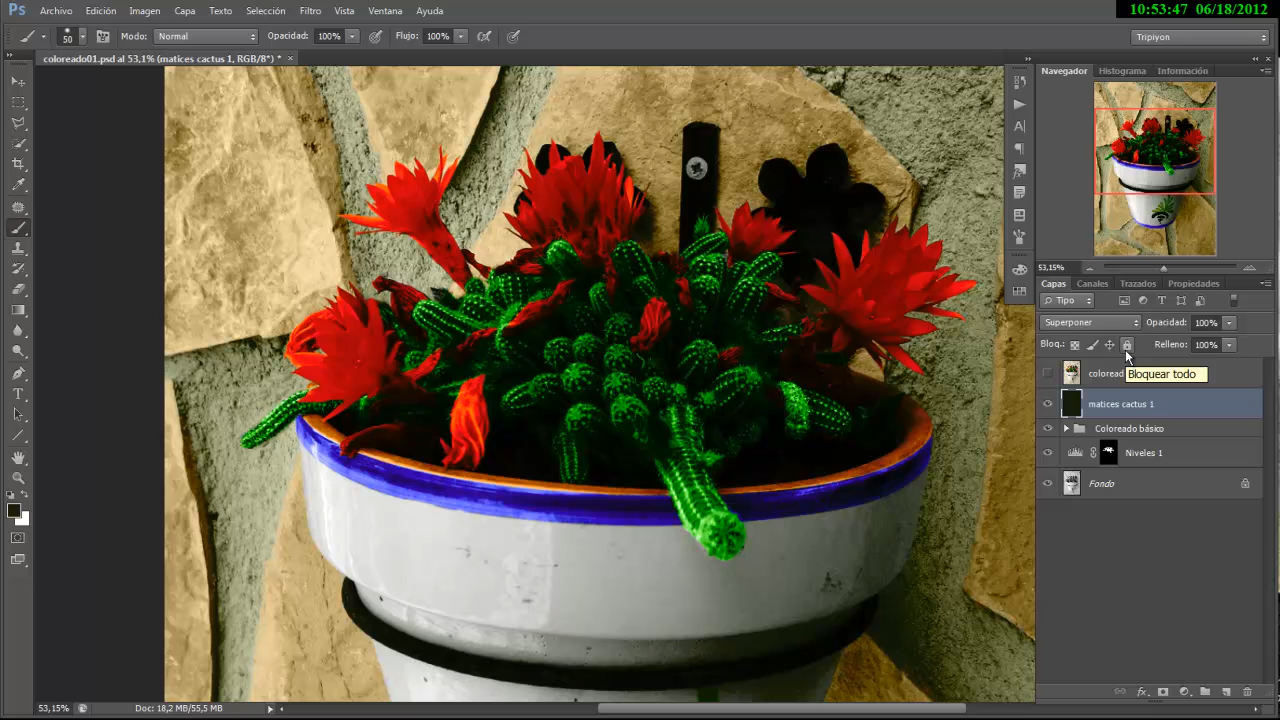 Ps Archivo Edición Imagen Capa Texto Selección Filtro Vista Ventana Ayuda
10:53:47 06/18/2012
50 Modo: Normal Opacidad: 100% Flujo: 100% Tripiyon
coloreado01.psd al 53,1% (matices cactus 1, RGB/8*) * ×
Navegador Histograma Información
53,15%
Capas Canales Trazados Propiedades
Tipo
Superponer Opacidad: 100%
Bloq.: Relleno: 100%
coloread
Bloquear todo
matices cactus 1
Coloreado básico
Niveles 1
Fondo
53,15% Doc: 18,2 MB/55,5 MB